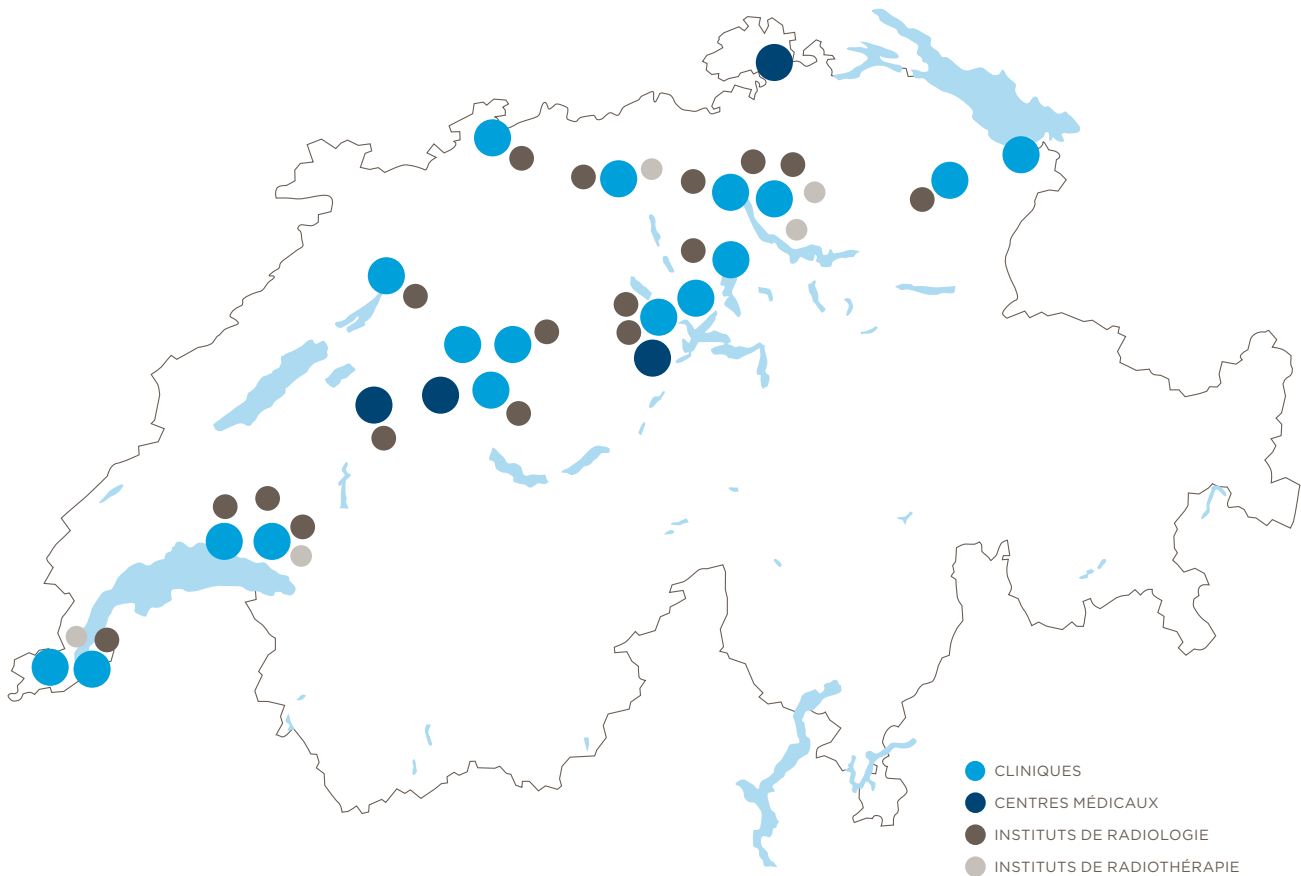 CLINIQUES
CENTRES MÉDICAUX
INSTITUTS DE RADIOLOGIE
INSTITUTS DE RADIOTHÉRAPIE